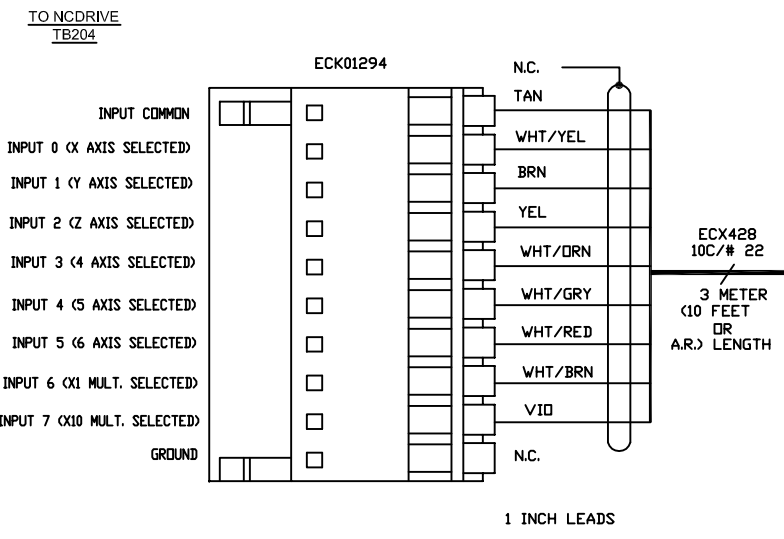 TO NCDRIVE
TB204
ECK01294
N.C.
INPUT COMMON
TAN
INPUT 0 (X AXIS SELECTED)
WHT/YEL
INPUT 1 (Y AXIS SELECTED)
BRN
INPUT 2 (Z AXIS SELECTED)
YEL
INPUT 3 (4 AXIS SELECTED)
WHT/ORN
INPUT 4 (5 AXIS SELECTED)
WHT/GRY
INPUT 5 (6 AXIS SELECTED)
WHT/RED
INPUT 6 (X1 MULT. SELECTED)
WHT/BRN
INPUT 7 (X10 MULT. SELECTED)
VIO
GROUND
N.C.
ECX428
10C/# 22
3 METER
(10 FEET
OR
A.R.) LENGTH
1 INCH LEADS